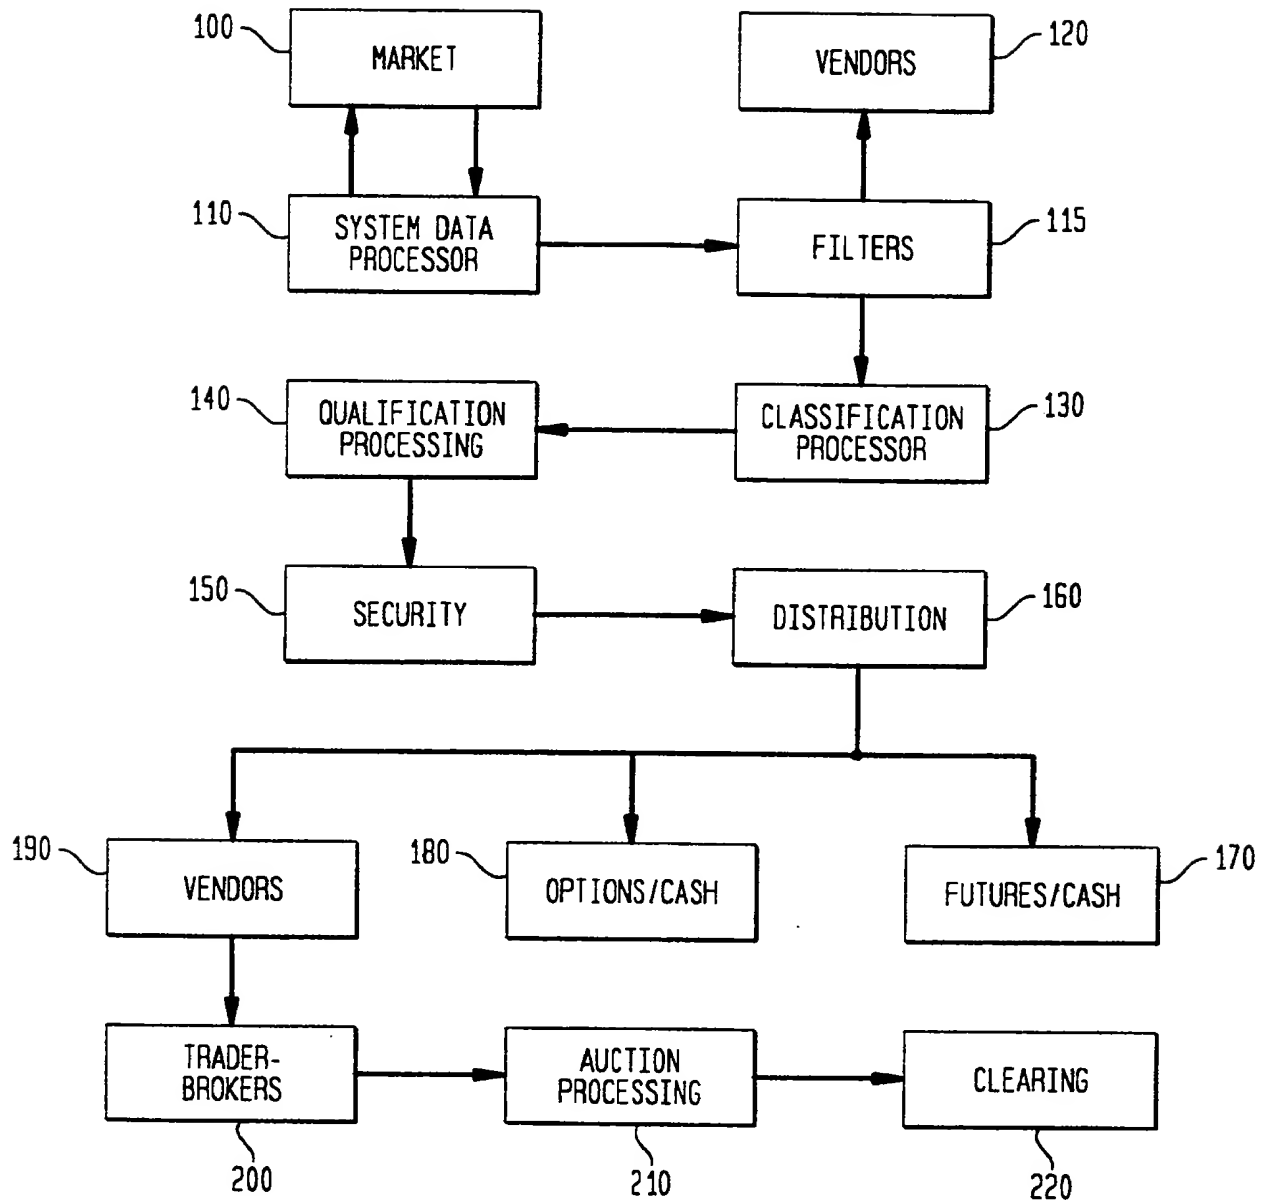 100
MARKET
VENDORS
120
110
SYSTEM DATA
PROCESSOR
FILTERS
115
140
QUALIFICATION
PROCESSING
CLASSIFICATION
PROCESSOR
130
150
SECURITY
DISTRIBUTION
160
190
VENDORS
180
OPTIONS/CASH
FUTURES/CASH
170
TRADER-
BROKERS
200
AUCTION
PROCESSING
210
CLEARING
220